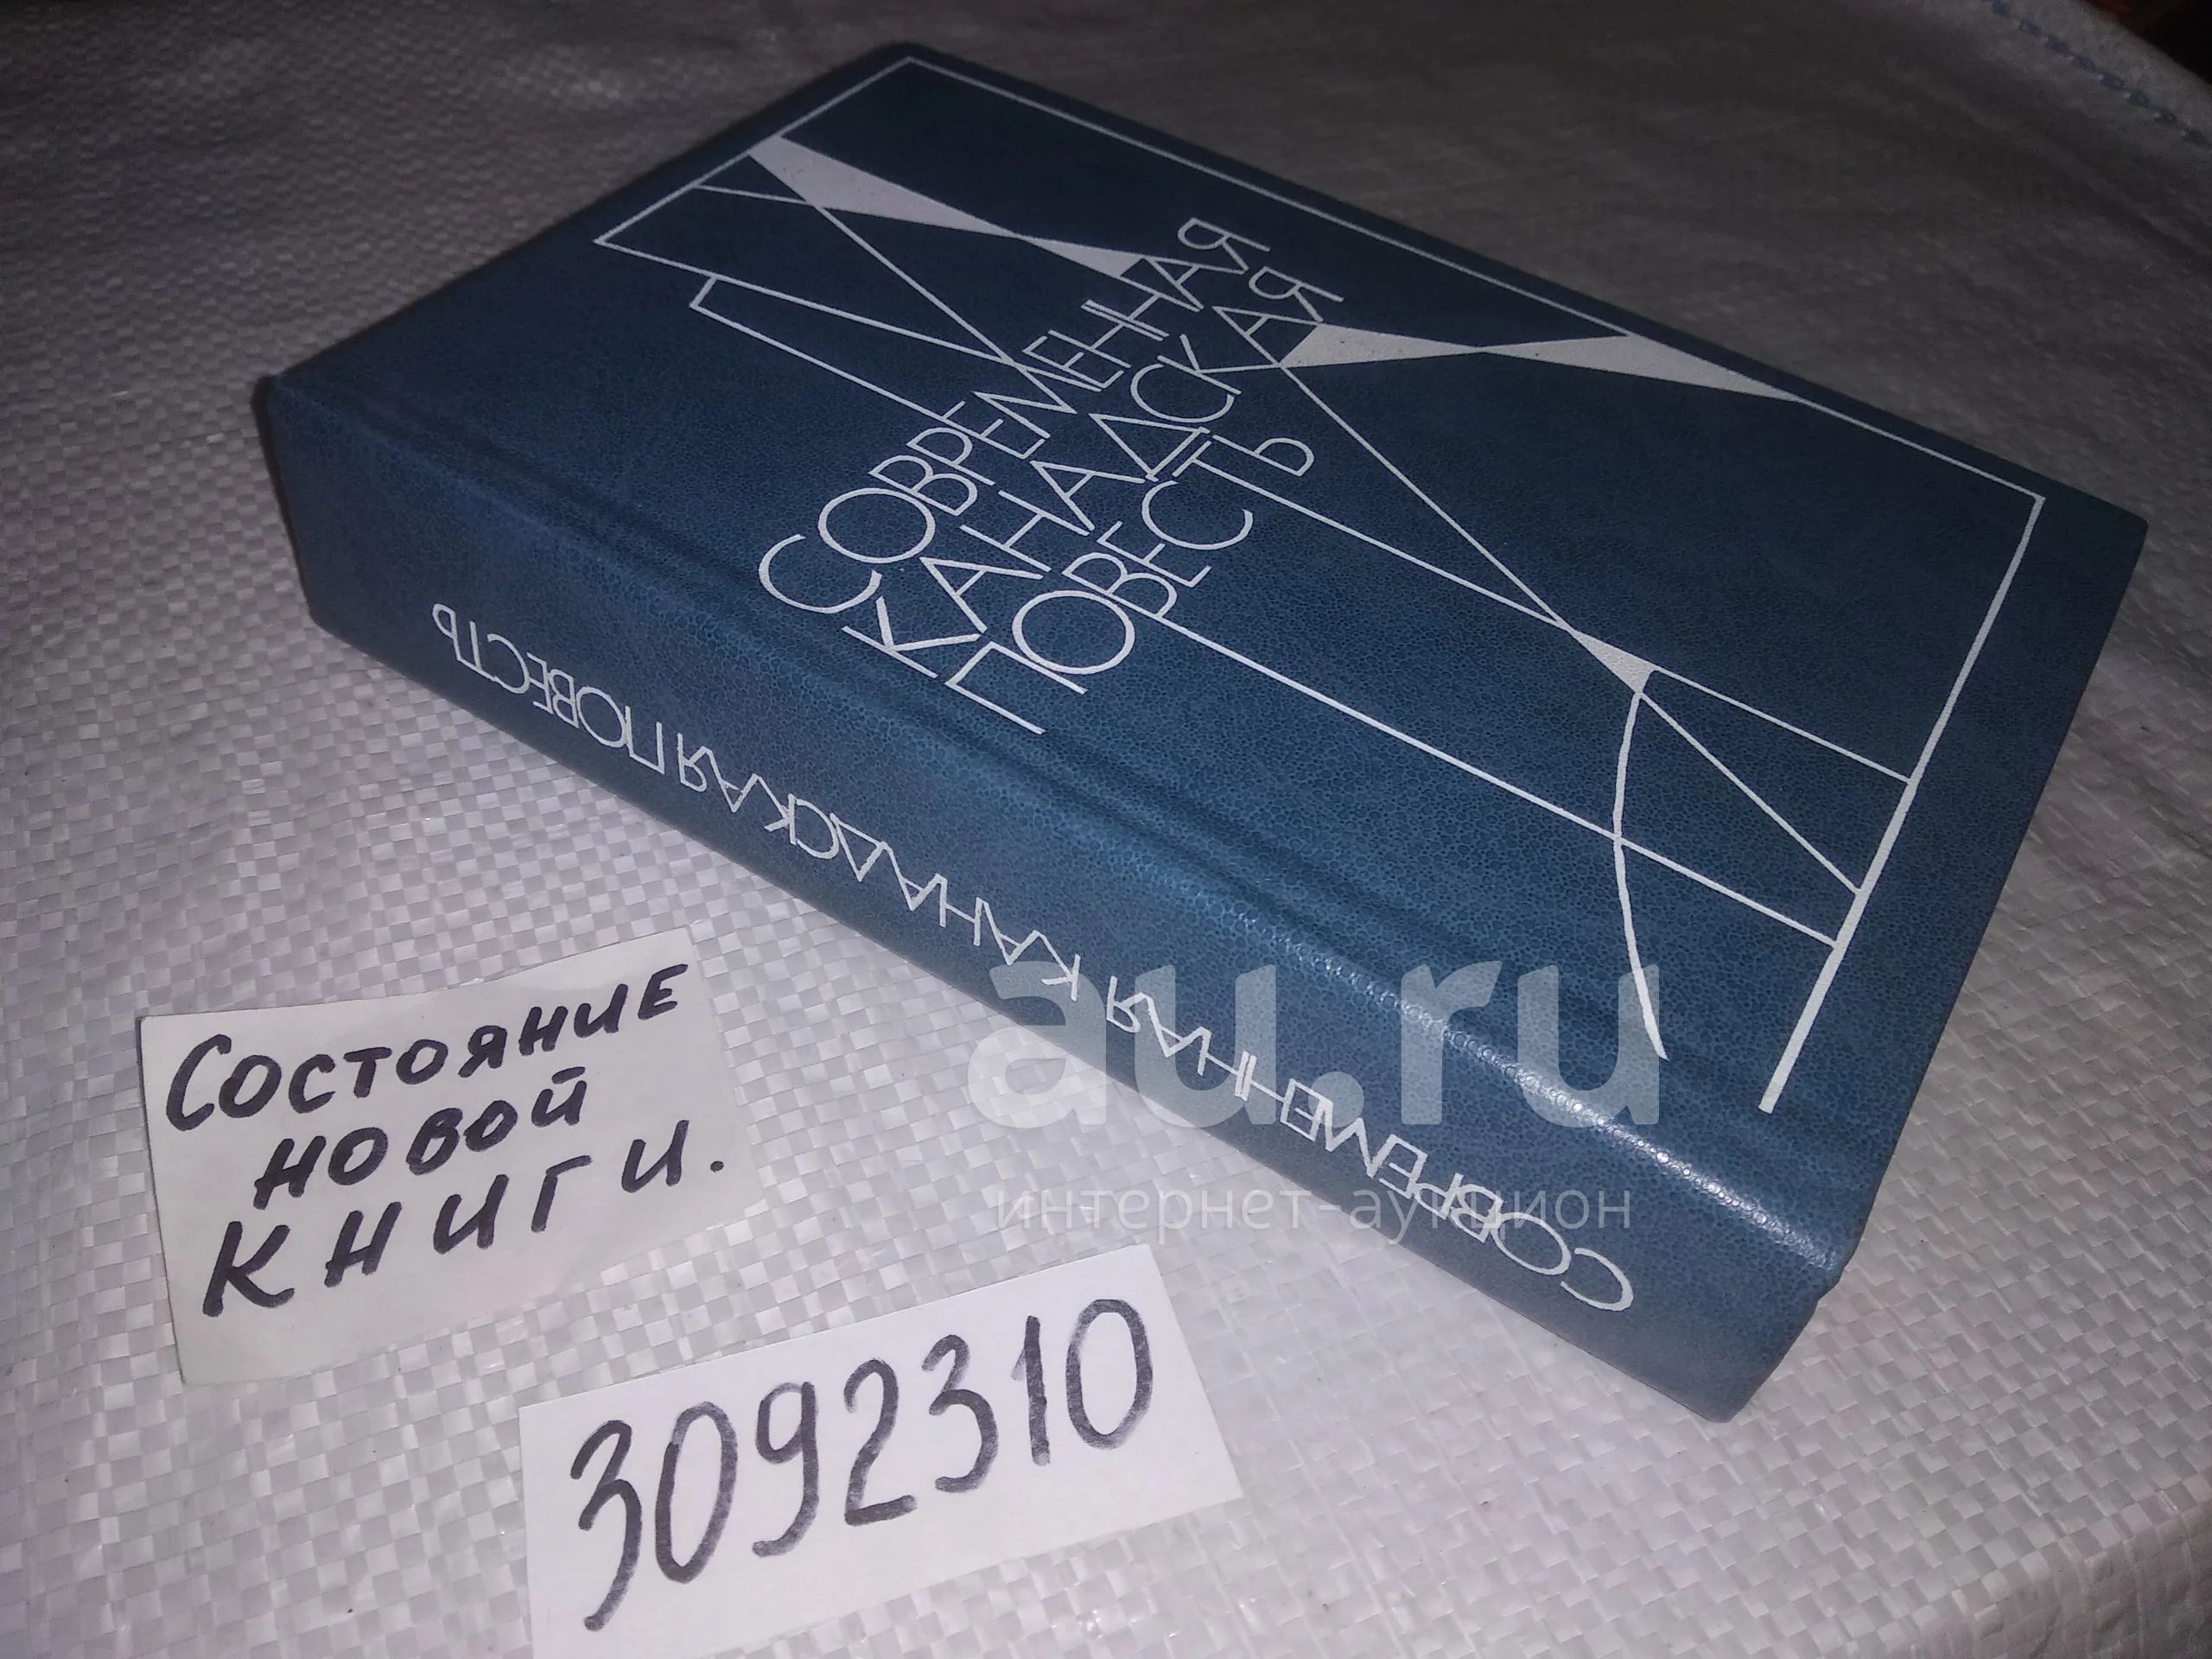 СОВРЕМЕННАЯ
КАНАДСКАЯ
ПОВЕСТЬ
СОВРЕМЕННАЯ КАНАДСКАЯ ПОВЕСТЬ
au.ru
интернет-аукцион
Состояние
новой
книги.
3092310